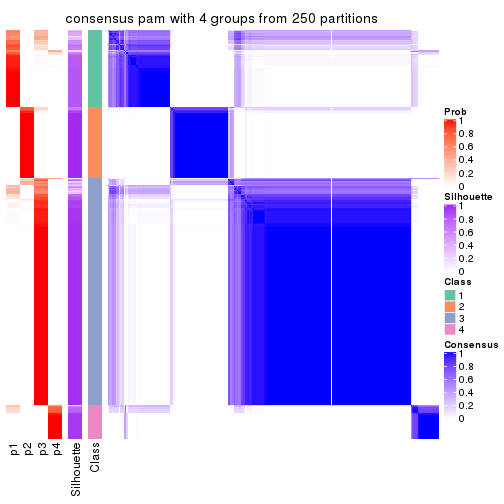 consensus pam with 4 groups from 250 partitions
Prob
1
0.8
0.6
0.4
0.2
0
Silhouette
1
0.8
0.6
0.4
0.2
0
Class
1
2
3
4
Consensus
1
0.8
0.6
0.4
0.2
0
p1
p2
p3
p4
Silhouette
Class